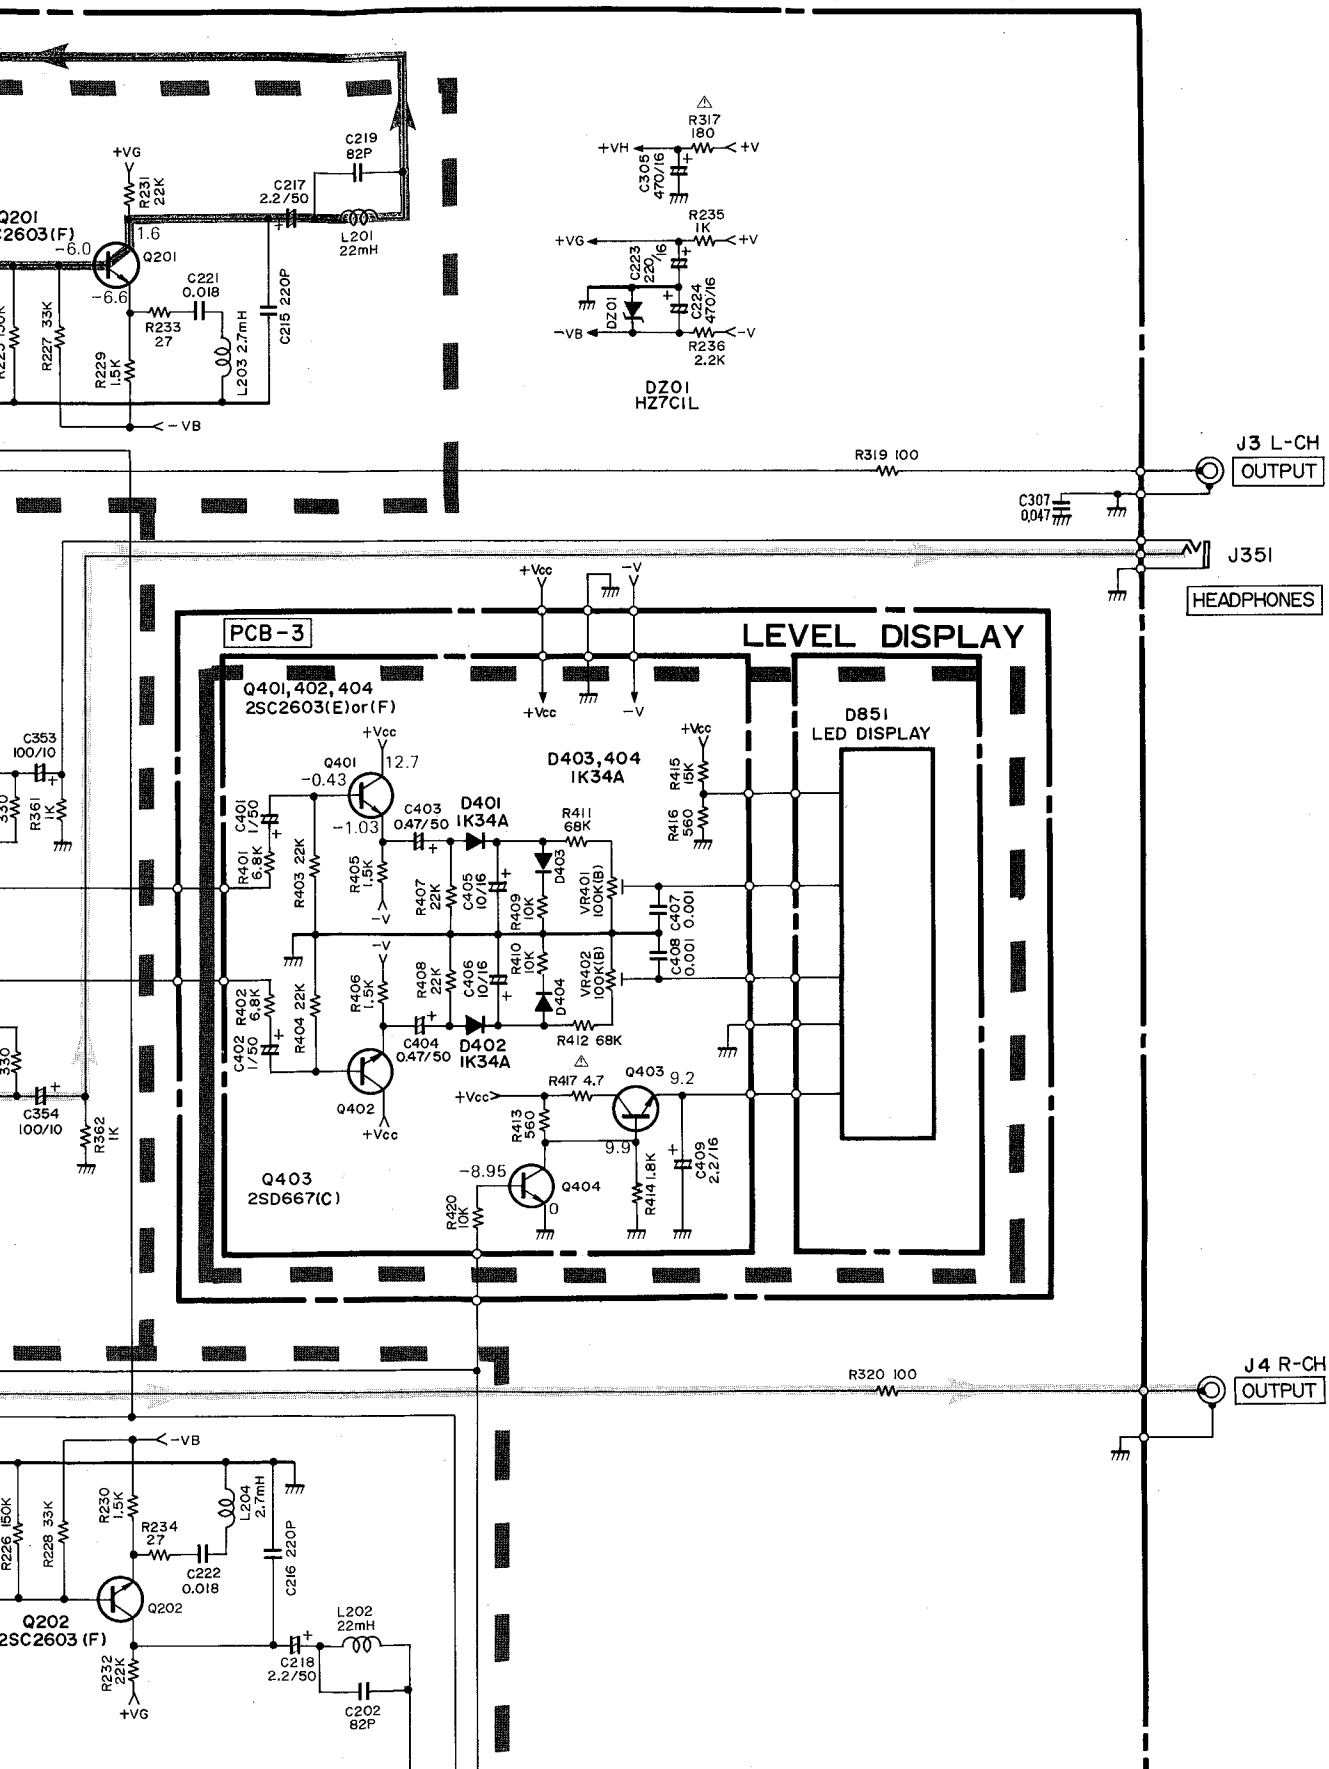 C219
82P
+VG
R231
22K
C217
2.2/50
+
Q201
C2603(F)
-6.0
1.6
Q201
-6.6
L201
22mH
C221
0.018
R233
27
R227 33K
R229
1.5K
L203 2.7mH
C215 220P
-VB
R317
180
+VH
+V
C305
470/16
+
R235
1K
+VG
+V
C223
220/16
+
DZ01
C224
470/16
+
-VB
-V
R236
2.2K
DZ01
HZ7C1L
R319 100
J3 L-CH
OUTPUT
C307
0.047
J351
HEADPHONES
+Vcc
-V
PCB-3
LEVEL DISPLAY
Q401,402,404
2SC2603(E)or(F)
+Vcc
-V
+Vcc
Q401
12.7
-0.43
-1.03
D403,404
1K34A
+Vcc
D851
LED DISPLAY
R415
15K
R416
560
C353
100/10
+
330
R361
1K
C401
1/50
+
R401
6.8K
R403 22K
R405
1.5K
-V
C403
0.47/50
+
D401
1K34A
R407
22K
C405
10/16
+
R411
68K
D403
R409
10K
VR401
100K(B)
C407
0.001
-V
C408
0.001
R402
6.8K
C402
1/50
+
R404 22K
R406
1.5K
R408
22K
C406
10/16
+
R410
10K
D404
VR402
100K(B)
C404
0.47/50
+
D402
1K34A
R412 68K
Q402
+Vcc
330
C354
100/10
+
R362
1K
+Vcc
R417 4.7
Q403
9.2
R413
560
9.9
-8.95
Q404
0
R414 1.8K
C409
2.2/16
+
R420
10K
Q403
2SD667(C)
R320 100
J4 R-CH
OUTPUT
-VB
R226 150K
R228 33K
R230
1.5K
L204
2.7mH
R234
27
C222
0.018
C216 220P
Q202
Q202
2SC2603 (F)
R232
22K
+VG
C218
2.2/50
+
L202
22mH
C202
82P